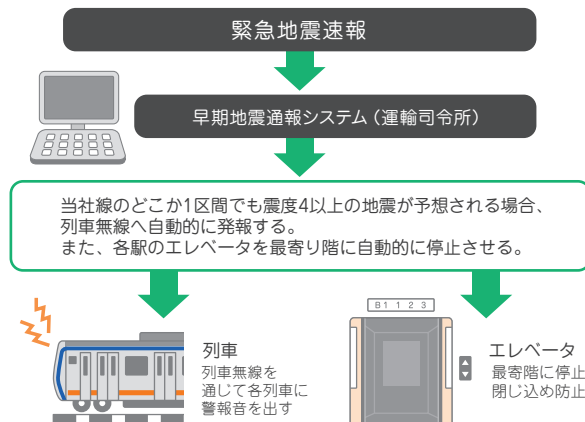 緊急地震速報
早期地震通報システム（運輸司令所）
当社線のどこか1区間でも震度4以上の地震が予想される場合、
列車無線へ自動的に発報する。
また、各駅のエレベータを最寄り階に自動的に停止させる。
B1 1 2 3
列車
列車無線を
通じて各列車に
警報音を出す
エレベータ
最寄階に停止
閉じ込め防止